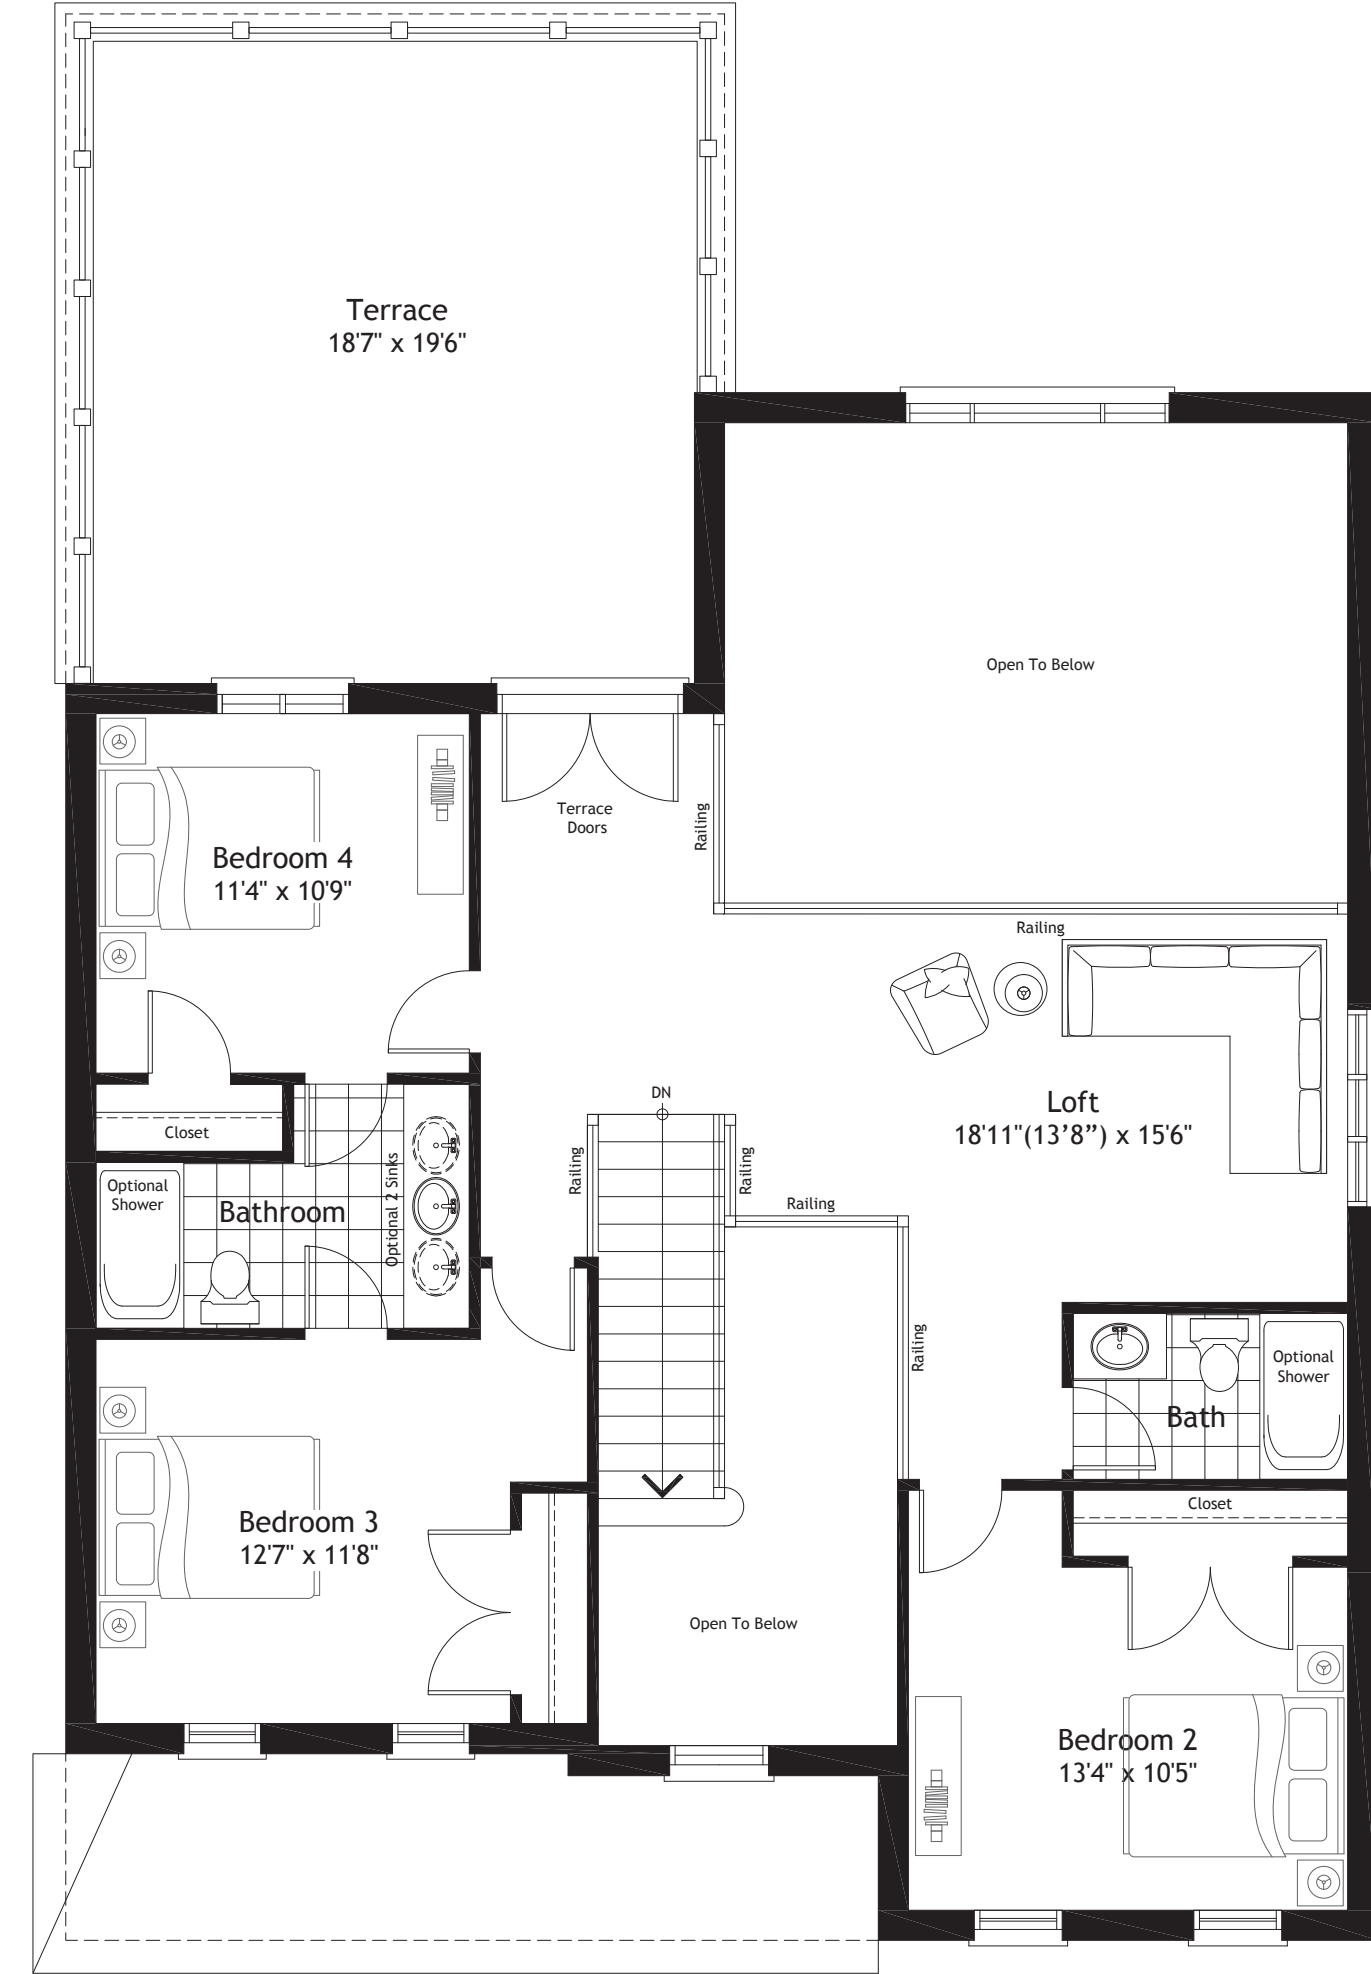 Terrace
18'7" x 19'6"
Open To Below
Terrace
Doors
Railing
Bedroom 4
11'4" x 10'9"
Railing
DN
Loft
18'11"(13’8”) x 15'6"
Closet
Optional
Shower
Bathroom
Optional 2 Sinks
Railing
Railing
Railing
Railing
Optional
Shower
Bath
Closet
Bedroom 3
12'7" x 11'8"
Open To Below
Bedroom 2
13'4" x 10'5"